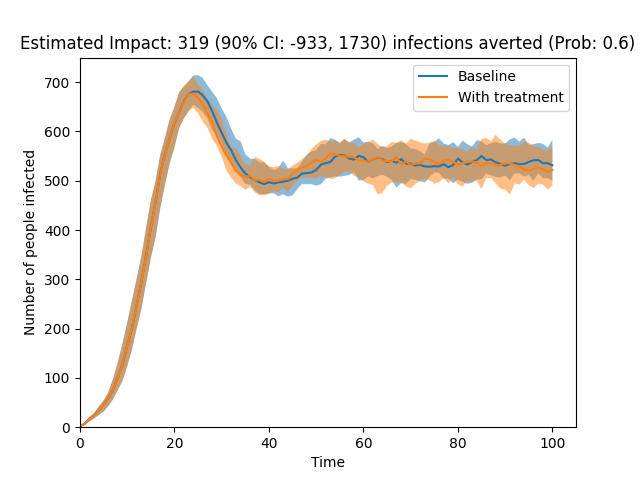 Estimated Impact: 319 (90% CI: -933, 1730) infections averted (Prob: 0.6)
Baseline
With treatment
Number of people infected
700
600
500
400
300
200
100
0
0 20 40 60 80 100
Time